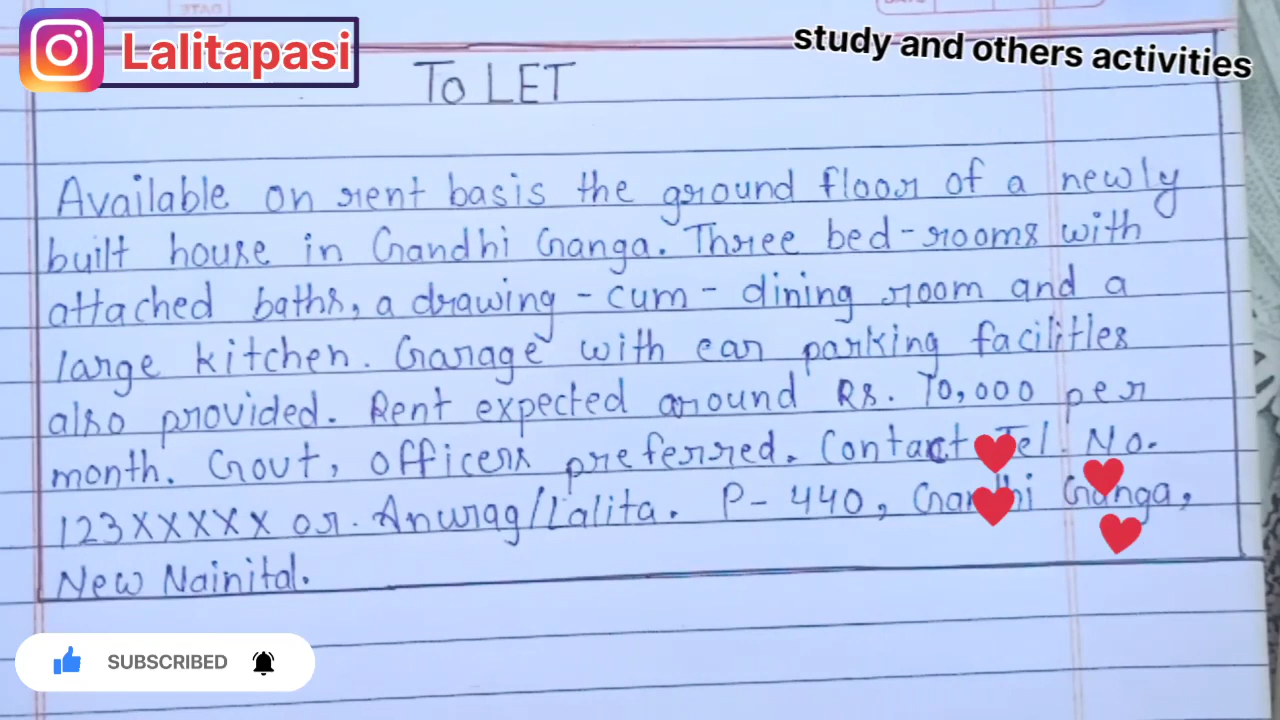 Lalitapasi
study and others activities
To LET
Available on rent basis the ground floor of a newly
built house in Gandhi Ganga. Three bed-rooms with
attached baths, a drawing - cum - dining room and a
large kitchen. Garage with car parking facilities
also provided. Rent expected around Rs. 70,000 per
month. Govt, officers preferred. Contact Tel. No.
123XXXXX or. Anurag/Lalita. P- 440, Gandhi Ganga,
New Nainital.
SUBSCRIBED